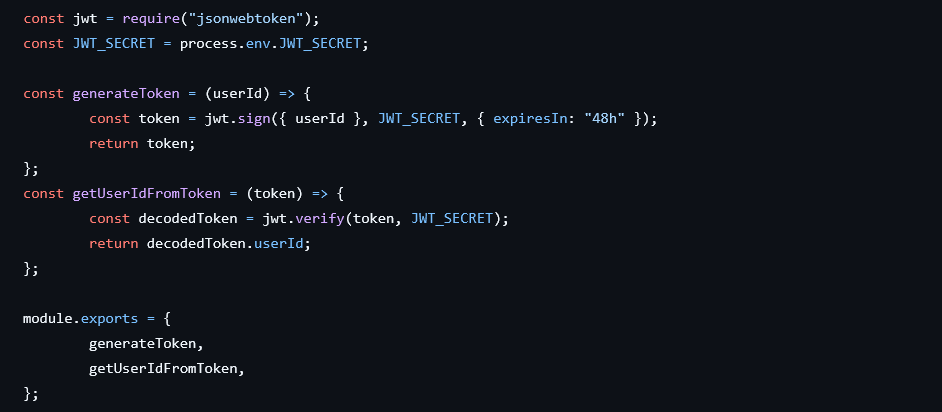 const jwt = require("jsonwebtoken");
const JWT_SECRET = process.env.JWT_SECRET;

const generateToken = (userId) => {
        const token = jwt.sign({ userId }, JWT_SECRET, { expiresIn: "48h" });
        return token;
};
const getUserIdFromToken = (token) => {
        const decodedToken = jwt.verify(token, JWT_SECRET);
        return decodedToken.userId;
};

module.exports = {
        generateToken,
        getUserIdFromToken,
};